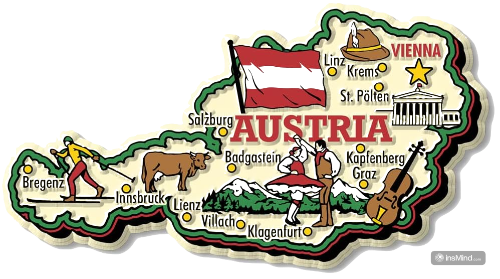 VIENNA
Linz
Krems
St. Pölten
Salzburg
AUSTRIA
Badgastein
Kapfenberg
Graz
Bregenz
Innsbruck
Lienz
Villach
Klagenfurt
insMind.com